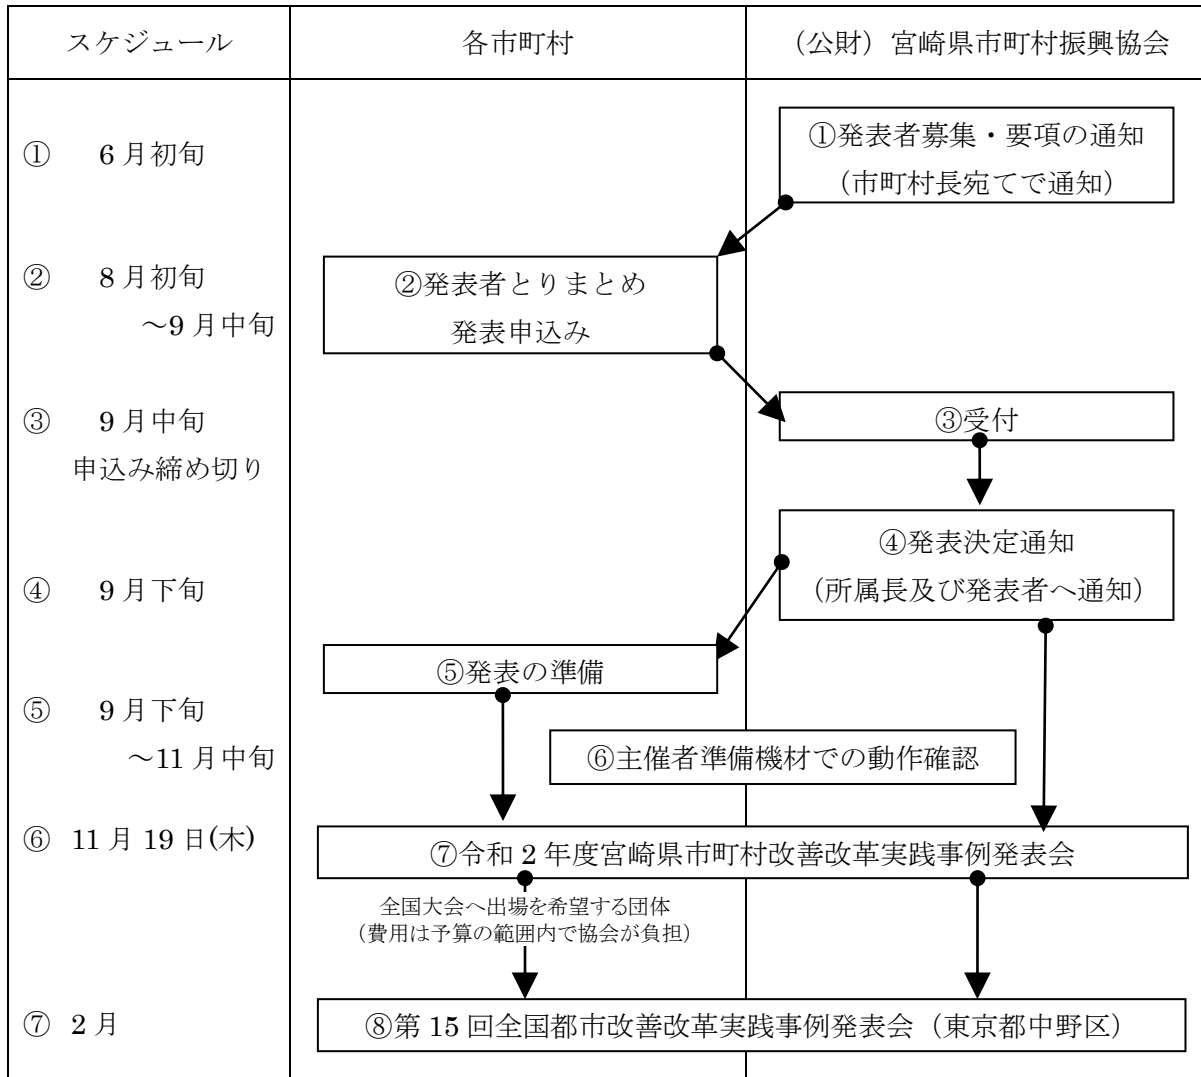 スケジュール
各市町村
（公財）宮崎県市町村振興協会
① 6月初旬
①発表者募集・要項の通知
（市町村長宛てで通知）
② 8月初旬
～9月中旬
②発表者とりまとめ
発表申込み
③ 9月中旬
申込み締め切り
③受付
④発表決定通知
（所属長及び発表者へ通知）
④ 9月下旬
⑤発表の準備
⑤ 9月下旬
～11月中旬
⑥主催者準備機材での動作確認
⑥ 11月19日(木)
⑦令和2年度宮崎県市町村改善改革実践事例発表会
全国大会へ出場を希望する団体
（費用は予算の範囲内で協会が負担）
⑦ 2月
⑧第15回全国都市改善改革実践事例発表会（東京都中野区）